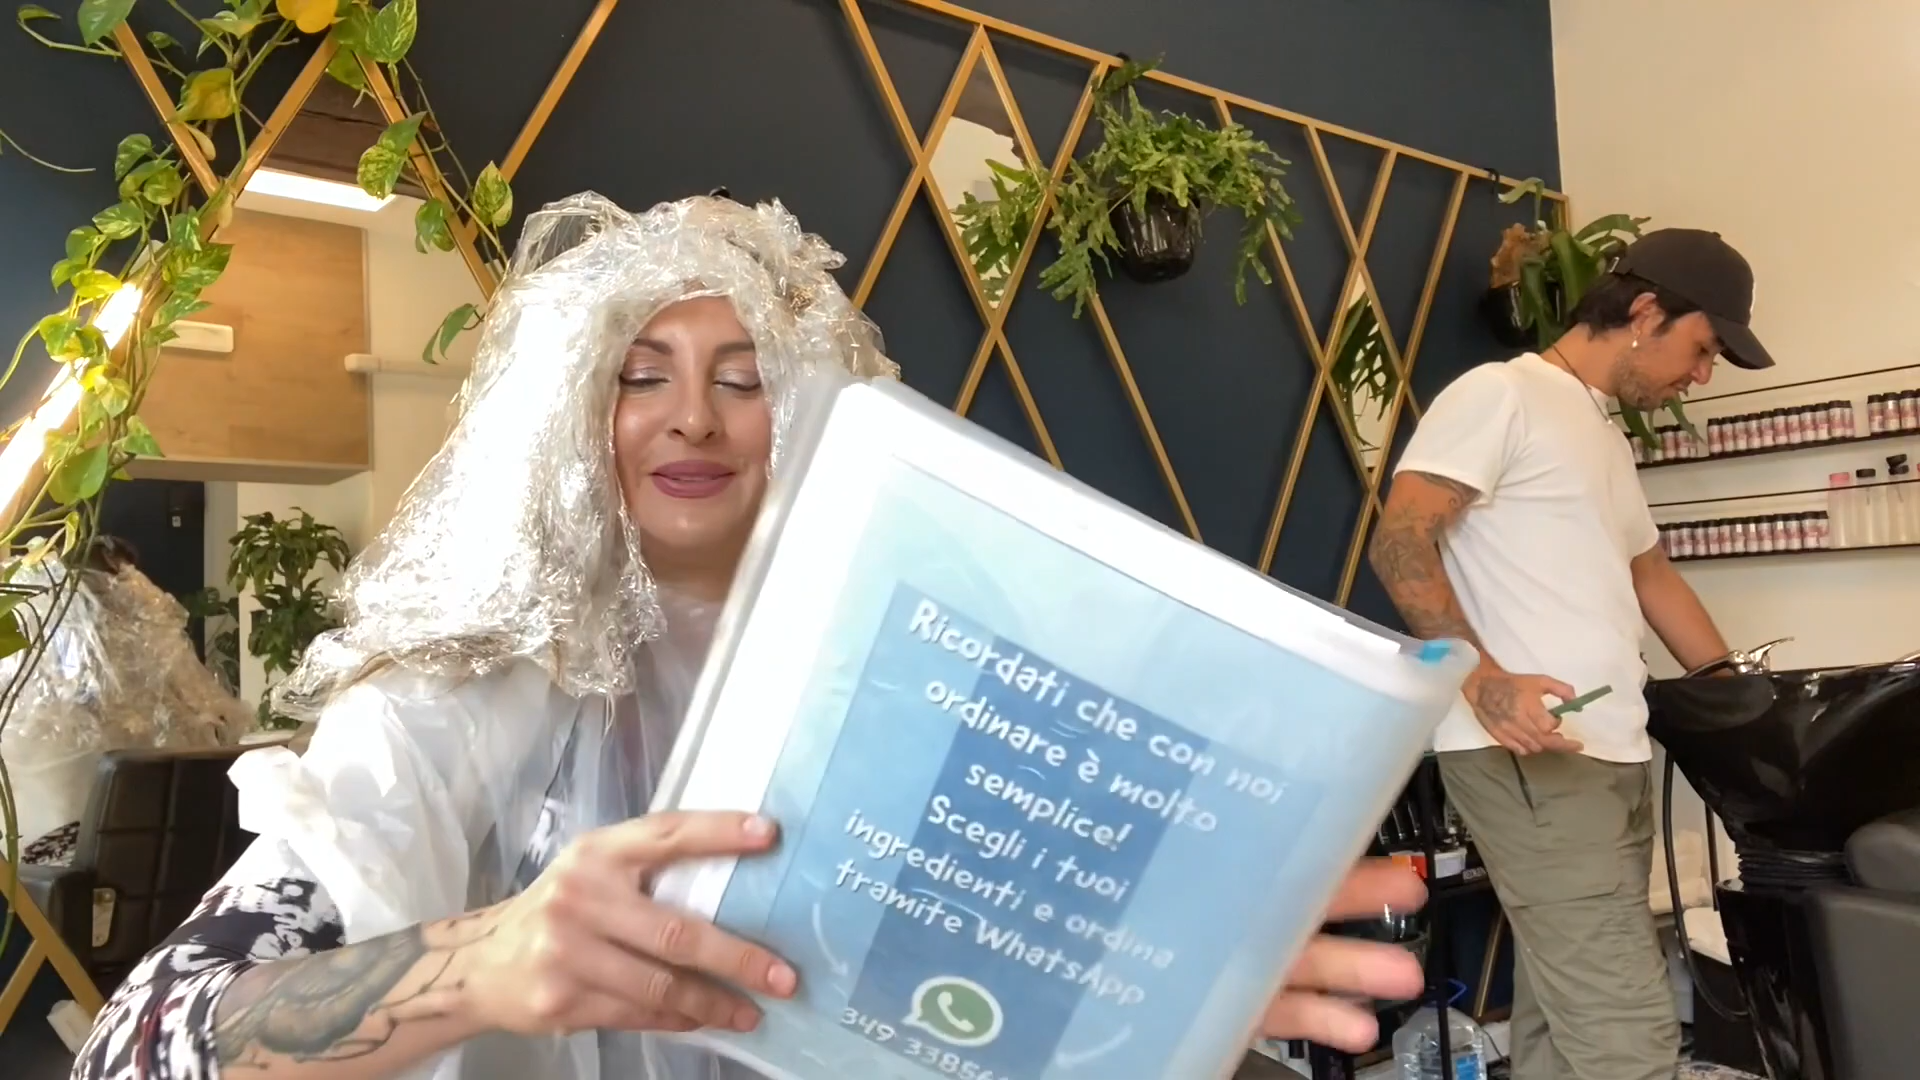 Ricordati che con noi
ordinare è molto
semplice!
Scegli i tuoi
ingredienti e ordina
tramite WhatsApp